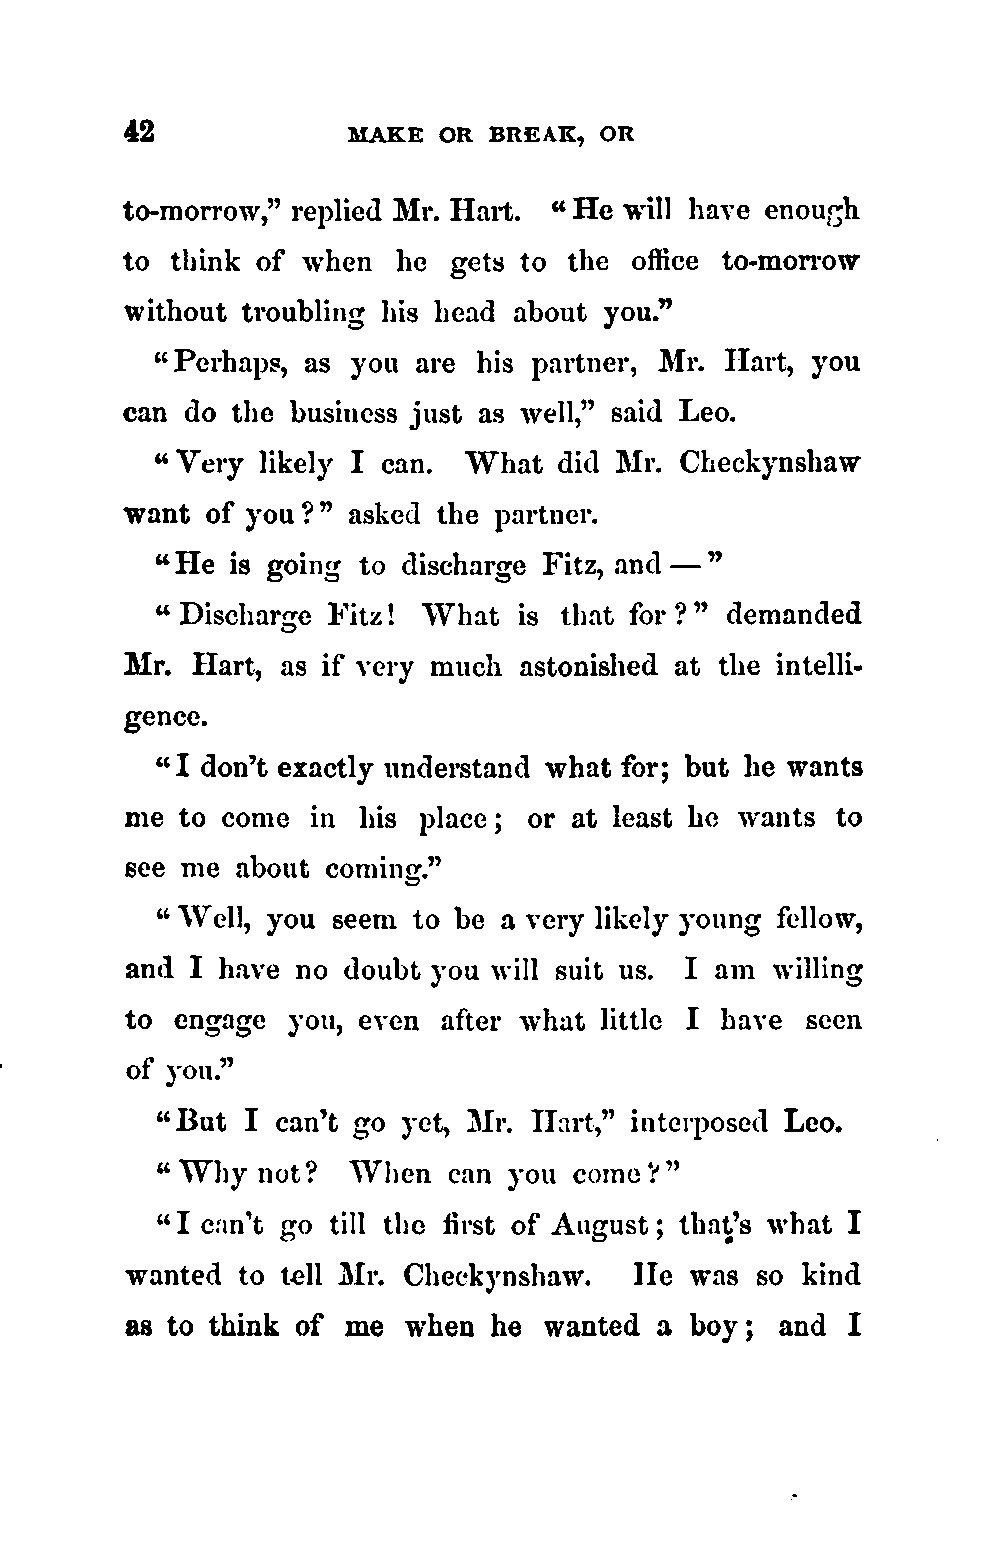 42 MAKE OR BREAK, OR
to-morrow,” replied Mr. Hart. “He will have enough
to think of when he gets to the office to-morrow
without troubling his head about you.”
“Perhaps, as you are his partner, Mr. Hart, you
can do the business just as well,” said Leo.
“Very likely I can. What did Mr. Checkynshaw
want of you?” asked the partner.
“He is going to discharge Fitz, and — ”
“Discharge Fitz! What is that for?” demanded
Mr. Hart, as if very much astonished at the intelli-
gence.
“I don’t exactly understand what for; but he wants
me to come in his place; or at least he wants to
see me about coming.”
“Well, you seem to be a very likely young fellow,
and I have no doubt you will suit us. I am willing
to engage you, even after what little I have seen
of you.”
“But I can’t go yet, Mr. Hart,” interposed Leo.
“Why not? When can you come?”
“I can’t go till the first of August; that’s what I
wanted to tell Mr. Checkynshaw. He was so kind
as to think of me when he wanted a boy; and I